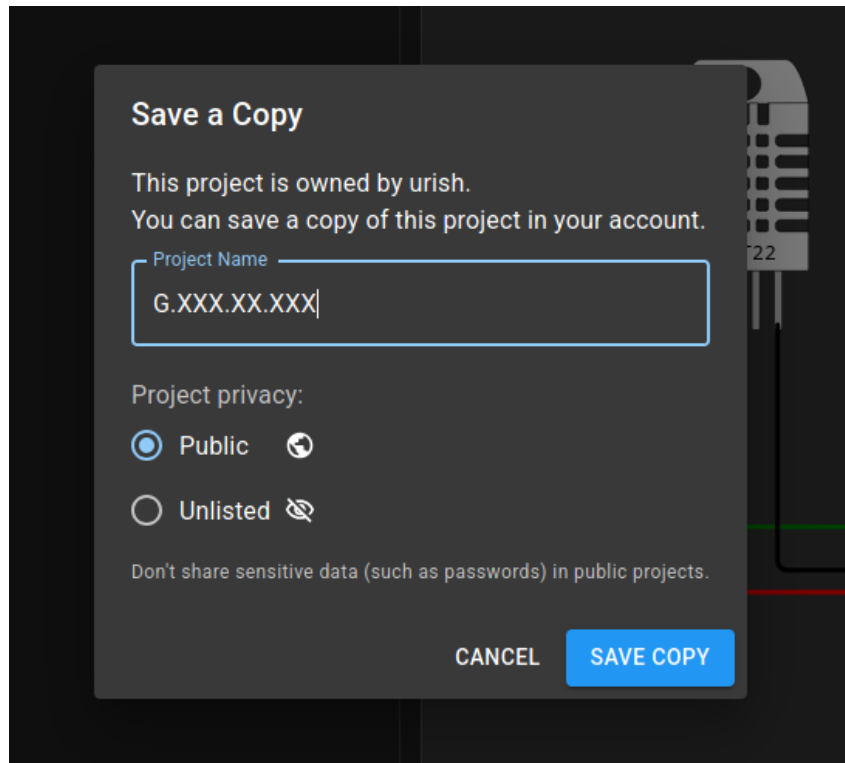 Save a Copy
This project is owned by urish.
You can save a copy of this project in your account.
Project Name
G.XXX.XX.XXX
Project privacy:
Public
Unlisted
Don't share sensitive data (such as passwords) in public projects.
CANCEL SAVE COPY
T22